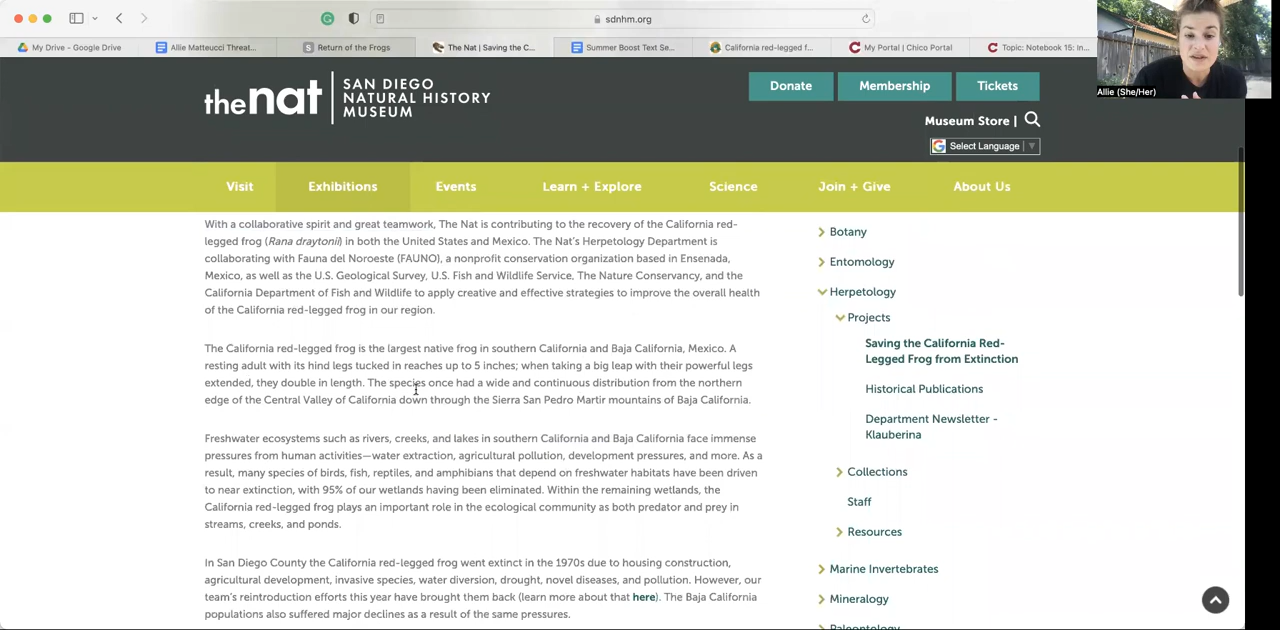 sdnhm.org
My Drive - Google Drive
Allie Matteucci Threat...
Return of the Frogs
The Nat | Saving the C...
Summer Boost Text Se...
California red-legged f...
My Portal | Chico Portal
Topic: Notebook 15: In...
Allie (She/Her)
the nat
SAN DIEGO
NATURAL HISTORY
MUSEUM
Donate
Membership
Tickets
Museum Store |
Select Language
Visit
Exhibitions
Events
Learn + Explore
Science
Join + Give
About Us
With a collaborative spirit and great teamwork, The Nat is contributing to the recovery of the California red-
legged frog (Rana draytonii) in both the United States and Mexico. The Nat's Herpetology Department is
collaborating with Fauna del Noroeste (FAUNO), a nonprofit conservation organization based in Ensenada,
Mexico, as well as the U.S. Geological Survey, U.S. Fish and Wildlife Service, The Nature Conservancy, and the
California Department of Fish and Wildlife to apply creative and effective strategies to improve the overall health
of the California red-legged frog in our region.
The California red-legged frog is the largest native frog in southern California and Baja California, Mexico. A
resting adult with its hind legs tucked in reaches up to 5 inches; when taking a big leap with their powerful legs
extended, they double in length. The species once had a wide and continuous distribution from the northern
edge of the Central Valley of California down through the Sierra San Pedro Martir mountains of Baja California.
Freshwater ecosystems such as rivers, creeks, and lakes in southern California and Baja California face immense
pressures from human activities—water extraction, agricultural pollution, development pressures, and more. As a
result, many species of birds, fish, reptiles, and amphibians that depend on freshwater habitats have been driven
to near extinction, with 95% of our wetlands having been eliminated. Within the remaining wetlands, the
California red-legged frog plays an important role in the ecological community as both predator and prey in
streams, creeks, and ponds.
In San Diego County the California red-legged frog went extinct in the 1970s due to housing construction,
agricultural development, invasive species, water diversion, drought, novel diseases, and pollution. However, our
team's reintroduction efforts this year have brought them back (learn more about that here). The Baja California
populations also suffered major declines as a result of the same pressures.
Botany
Entomology
Herpetology
Projects
Saving the California Red-
Legged Frog from Extinction
Historical Publications
Department Newsletter -
Klauberina
Collections
Staff
Resources
Marine Invertebrates
Mineralogy
Paleontology